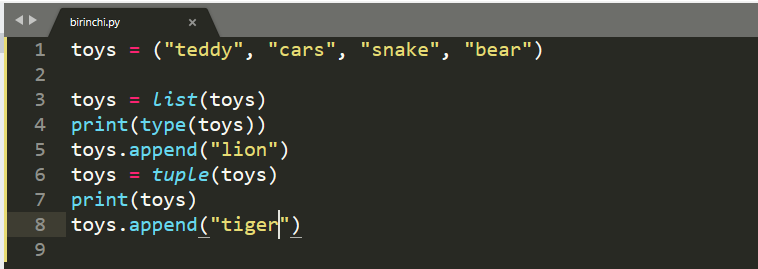 birinchi.py
1 toys = ("teddy", "cars", "snake", "bear")
2
3 toys = list(toys)
4 print(type(toys))
5 toys.append("lion")
6 toys = tuple(toys)
7 print(toys)
8 toys.append("tiger")
9